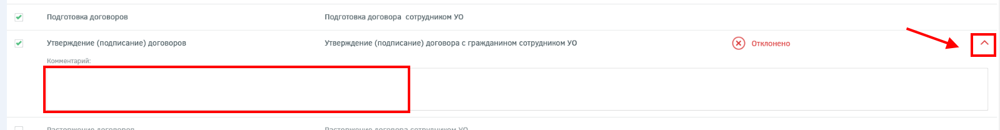 Подготовка договоров Подготовка договора сотрудником УО
Утверждение (подписание) договоров Утверждение (подписание) договора с гражданином сотрудником УО Отклонено
Комментарий:
Расторжение договоров Расторжение договора сотрудником УО